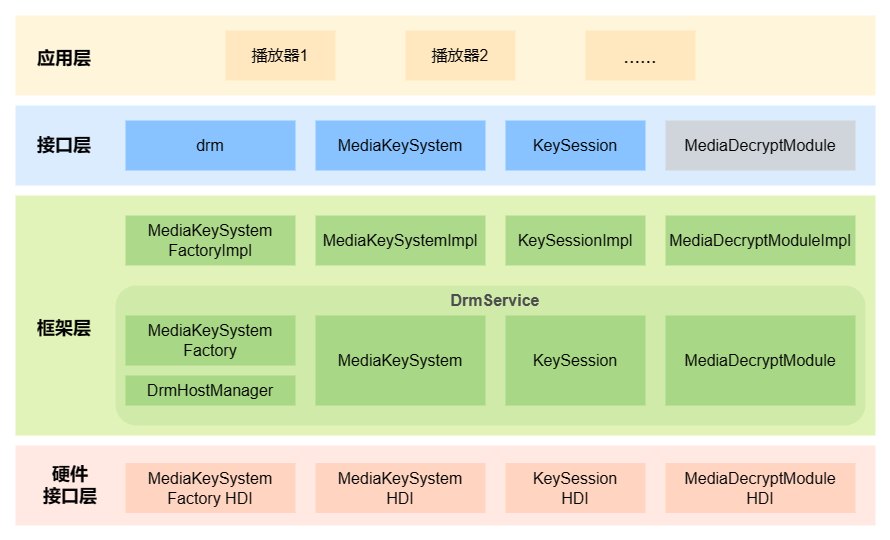 应用层
播放器1
播放器2
......
接口层
drm
MediaKeySystem
KeySession
MediaDecryptModule
框架层
MediaKeySystem
FactoryImpl
MediaKeySystemImpl
KeySessionImpl
MediaDecryptModuleImpl
DrmService
MediaKeySystem
Factory
DrmHostManager
MediaKeySystem
KeySession
MediaDecryptModule
硬件
接口层
MediaKeySystem
Factory HDI
MediaKeySystem
HDI
KeySession
HDI
MediaDecryptModule
HDI